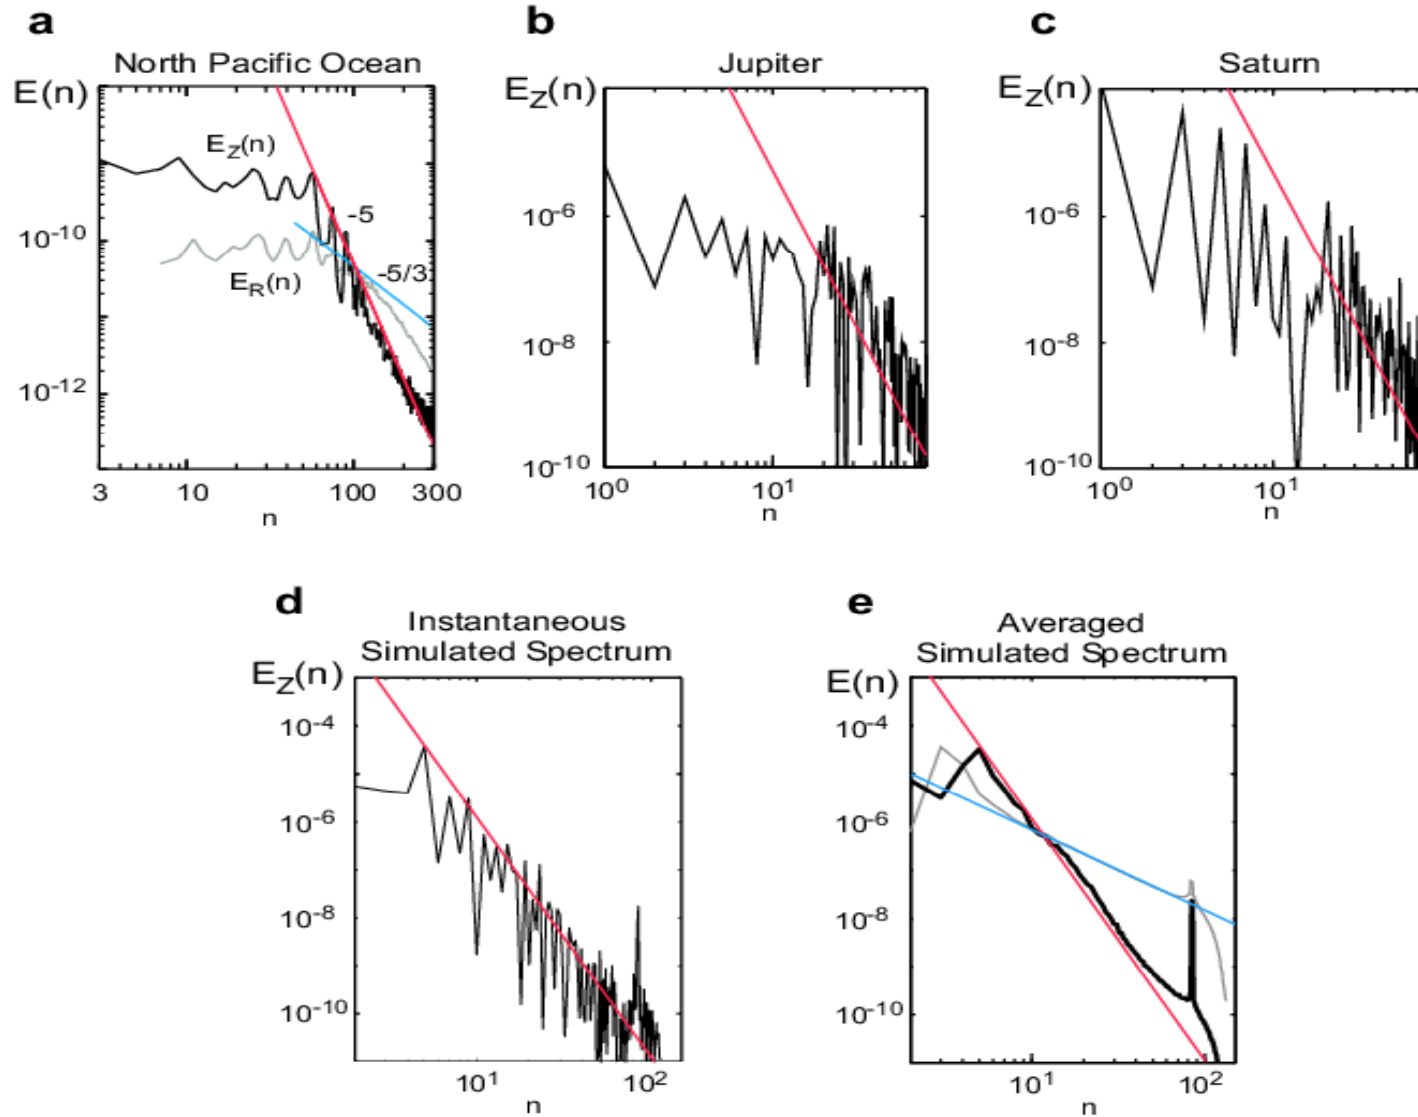 a
North Pacific Ocean
E(n)
E_Z(n)
-5
10^-10
-5/3
E_R(n)
10^-12
3 10 100 300
n
b
Jupiter
E_Z(n)
10^-6
10^-8
10^-10
10^0 10^1
n
c
Saturn
E_Z(n)
10^-6
10^-8
10^-10
10^0 10^1
n
d
Instantaneous
Simulated Spectrum
E_Z(n)
10^-4
10^-6
10^-8
10^-10
10^1 10^2
n
e
Averaged
Simulated Spectrum
E(n)
10^-4
10^-6
10^-8
10^-10
10^1 10^2
n